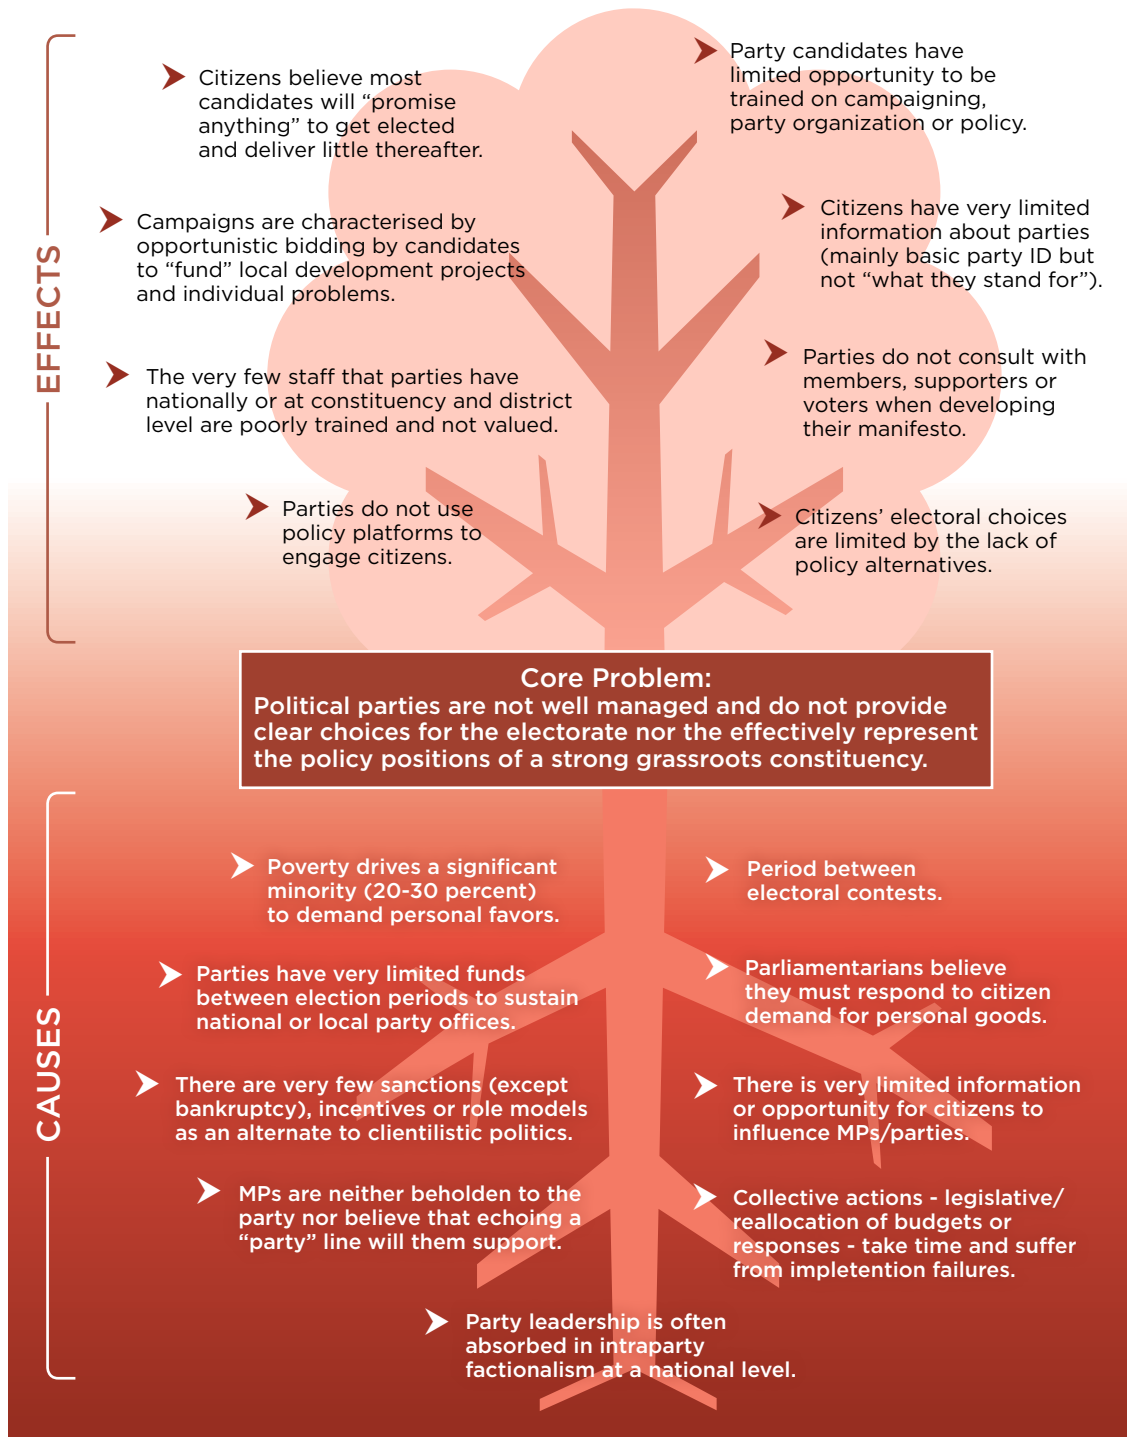 EFFECTS
Citizens believe most
candidates will “promise
anything” to get elected
and deliver little thereafter.
Campaigns are characterised by
opportunistic bidding by candidates
to “fund” local development projects
and individual problems.
The very few staff that parties have
nationally or at constituency and district
level are poorly trained and not valued.
Parties do not use
policy platforms to
engage citizens.
Party candidates have
limited opportunity to be
trained on campaigning,
party organization or policy.
Citizens have very limited
information about parties
(mainly basic party ID but
not “what they stand for”).
Parties do not consult with
members, supporters or
voters when developing
their manifesto.
Citizens’ electoral choices
are limited by the lack of
policy alternatives.
Core Problem:
Political parties are not well managed and do not provide
clear choices for the electorate nor the effectively represent
the policy positions of a strong grassroots constituency.
CAUSES
Poverty drives a significant
minority (20-30 percent)
to demand personal favors.
Parties have very limited funds
between election periods to sustain
national or local party offices.
There are very few sanctions (except
bankruptcy), incentives or role models
as an alternate to clientilistic politics.
MPs are neither beholden to the
party nor believe that echoing a
“party” line will them support.
Period between
electoral contests.
Parliamentarians believe
they must respond to citizen
demand for personal goods.
There is very limited information
or opportunity for citizens to
influence MPs/parties.
Collective actions - legislative/
reallocation of budgets or
responses - take time and suffer
from impletention failures.
Party leadership is often
absorbed in intraparty
factionalism at a national level.